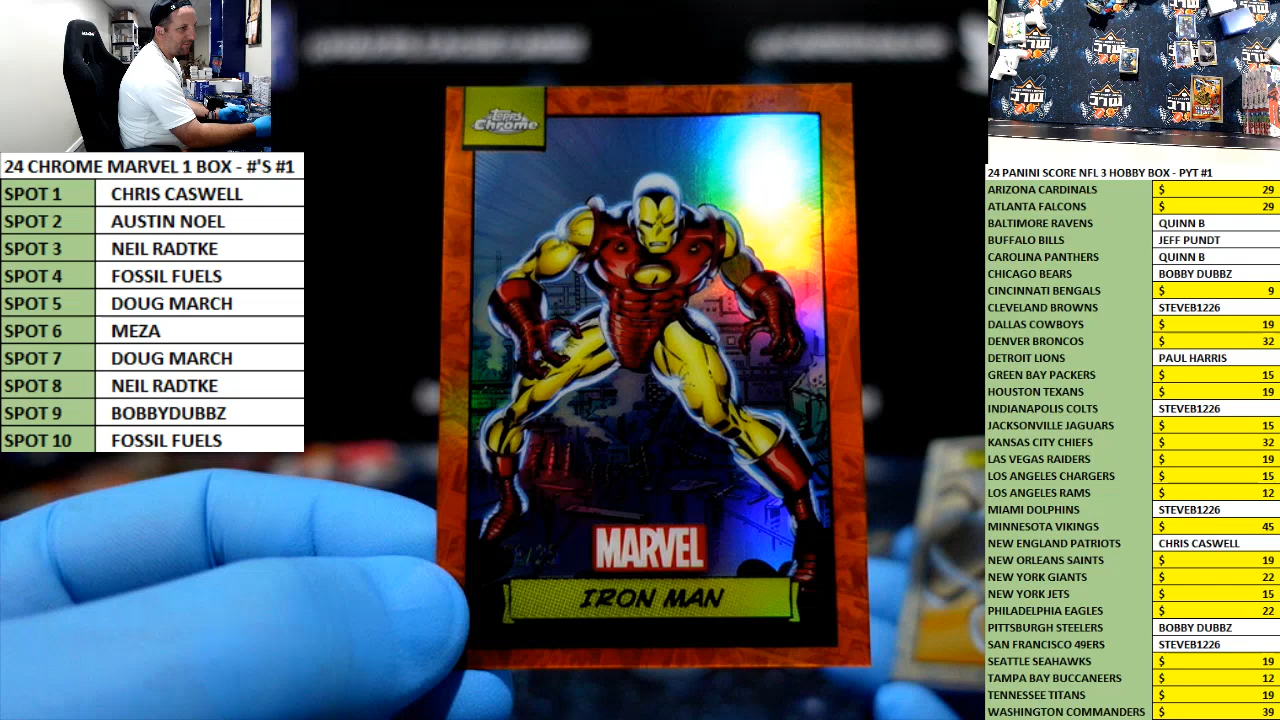 24 CHROME MARVEL 1 BOX - #'S #1
SPOT 1 CHRIS CASWELL
SPOT 2 AUSTIN NOEL
SPOT 3 NEIL RADTKE
SPOT 4 FOSSIL FUELS
SPOT 5 DOUG MARCH
SPOT 6 MEZA
SPOT 7 DOUG MARCH
SPOT 8 NEIL RADTKE
SPOT 9 BOBBYDUBBZ
SPOT 10 FOSSIL FUELS
Topps
Chrome
MARVEL
IRON MAN
24 PANINI SCORE NFL 3 HOBBY BOX - PYT #1
ARIZONA CARDINALS $ 29
ATLANTA FALCONS $ 29
BALTIMORE RAVENS QUINN B
BUFFALO BILLS JEFF PUNDT
CAROLINA PANTHERS QUINN B
CHICAGO BEARS BOBBY DUBBZ
CINCINNATI BENGALS $ 9
CLEVELAND BROWNS STEVEB1226
DALLAS COWBOYS $ 19
DENVER BRONCOS $ 32
DETROIT LIONS PAUL HARRIS
GREEN BAY PACKERS $ 15
HOUSTON TEXANS $ 19
INDIANAPOLIS COLTS STEVEB1226
JACKSONVILLE JAGUARS $ 15
KANSAS CITY CHIEFS $ 32
LAS VEGAS RAIDERS $ 19
LOS ANGELES CHARGERS $ 15
LOS ANGELES RAMS $ 12
MIAMI DOLPHINS STEVEB1226
MINNESOTA VIKINGS $ 45
NEW ENGLAND PATRIOTS CHRIS CASWELL
NEW ORLEANS SAINTS $ 19
NEW YORK GIANTS $ 22
NEW YORK JETS $ 15
PHILADELPHIA EAGLES $ 22
PITTSBURGH STEELERS BOBBY DUBBZ
SAN FRANCISCO 49ERS STEVEB1226
SEATTLE SEAHAWKS $ 19
TAMPA BAY BUCCANEERS $ 12
TENNESSEE TITANS $ 19
WASHINGTON COMMANDERS $ 39